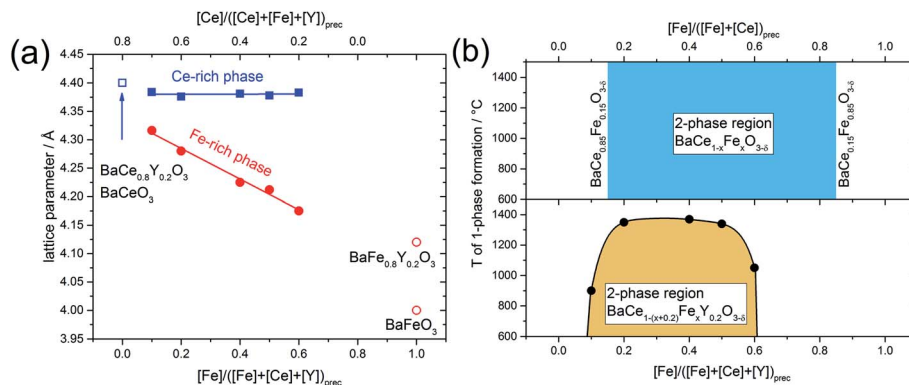 (a)
[Ce]/([Ce]+[Fe]+[Y])prec
0.8 0.6 0.4 0.2 0.0
4.45
4.40
4.35
4.30
4.25
4.20
4.15
4.10
4.05
4.00
3.95
lattice parameter / Å
Ce-rich phase
Fe-rich phase
BaCe0.8Y0.2O3
BaCeO3
BaFe0.8Y0.2O3
BaFeO3
0.0 0.2 0.4 0.6 0.8 1.0
[Fe]/([Fe]+[Ce]+[Y])prec
(b)
[Fe]/([Fe]+[Ce])prec
0.0 0.2 0.4 0.6 0.8 1.0
1400
1200
1000
800
600
T of 1-phase formation / °C
BaCe0.85Fe0.15O3-δ
2-phase region
BaCe1-xFexO3-δ
BaCe0.15Fe0.85O3-δ
1400
1200
1000
800
600
2-phase region
BaCe1-(x+0.2)FexY0.2O3-δ
0.0 0.2 0.4 0.6 0.8 1.0
[Fe]/([Fe]+[Ce]+[Y])prec